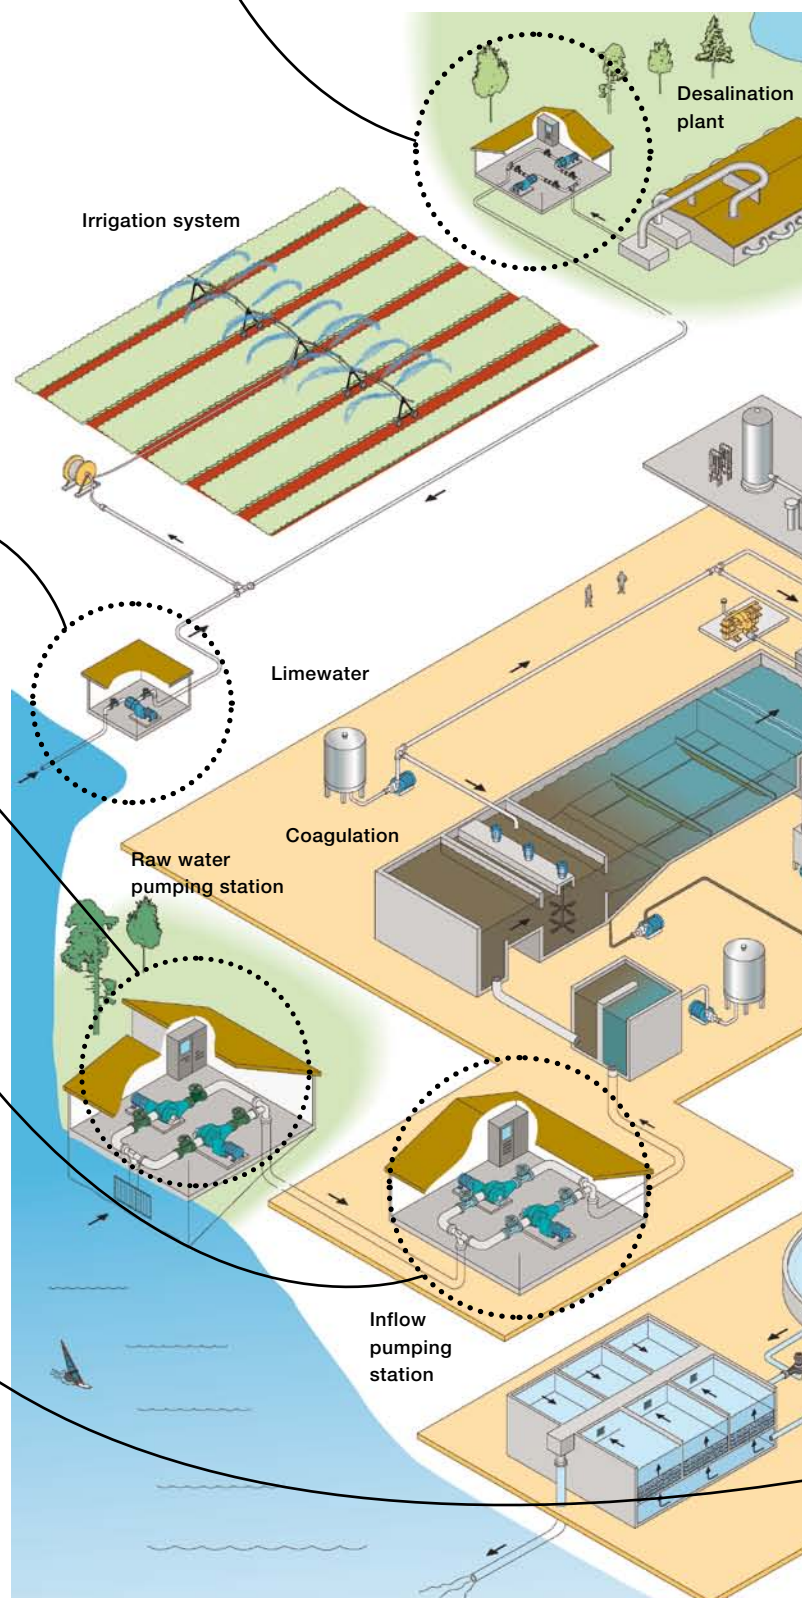 Desalination
plant
Irrigation system
Limewater
Coagulation
Raw water
pumping station
Inflow
pumping
station